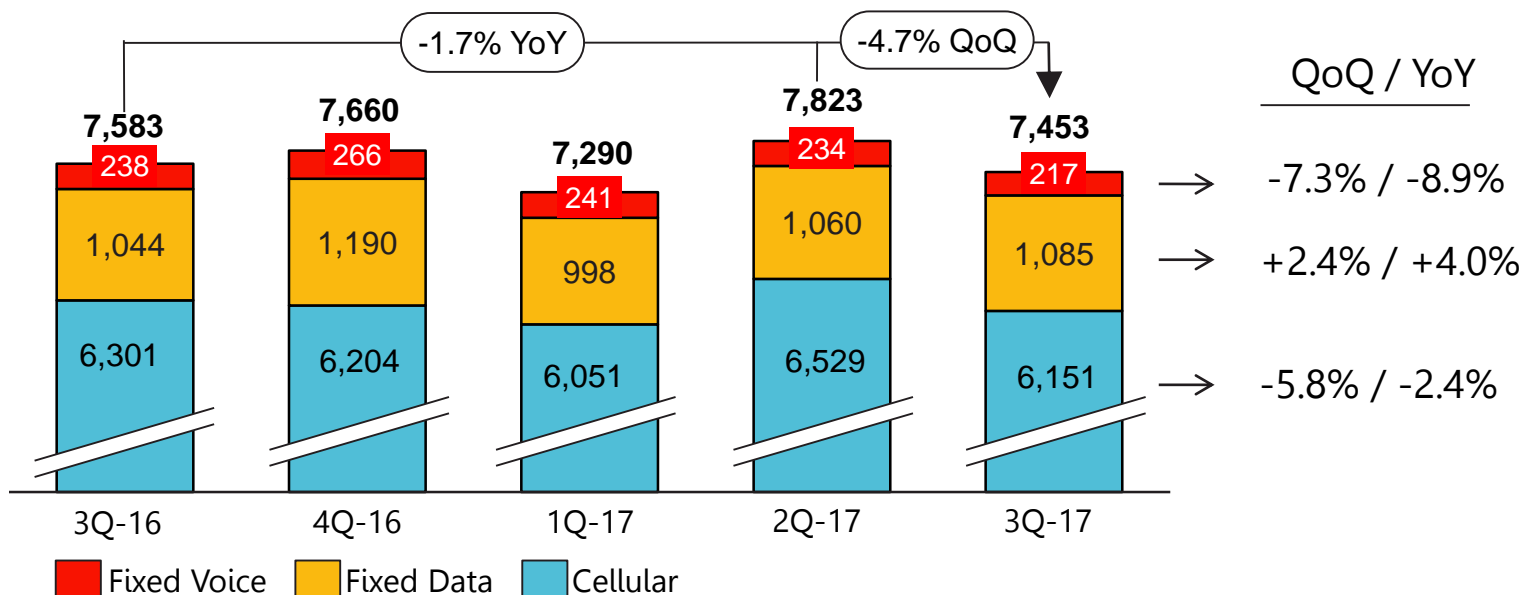 -1.7% YoY
-4.7% QoQ
QoQ / YoY
7,583
7,660
7,290
7,823
7,453
238
266
241
234
217
-7.3% / -8.9%
1,044
1,190
998
1,060
1,085
+2.4% / +4.0%
6,301
6,204
6,051
6,529
6,151
-5.8% / -2.4%
3Q-16
4Q-16
1Q-17
2Q-17
3Q-17
Fixed Voice
Fixed Data
Cellular